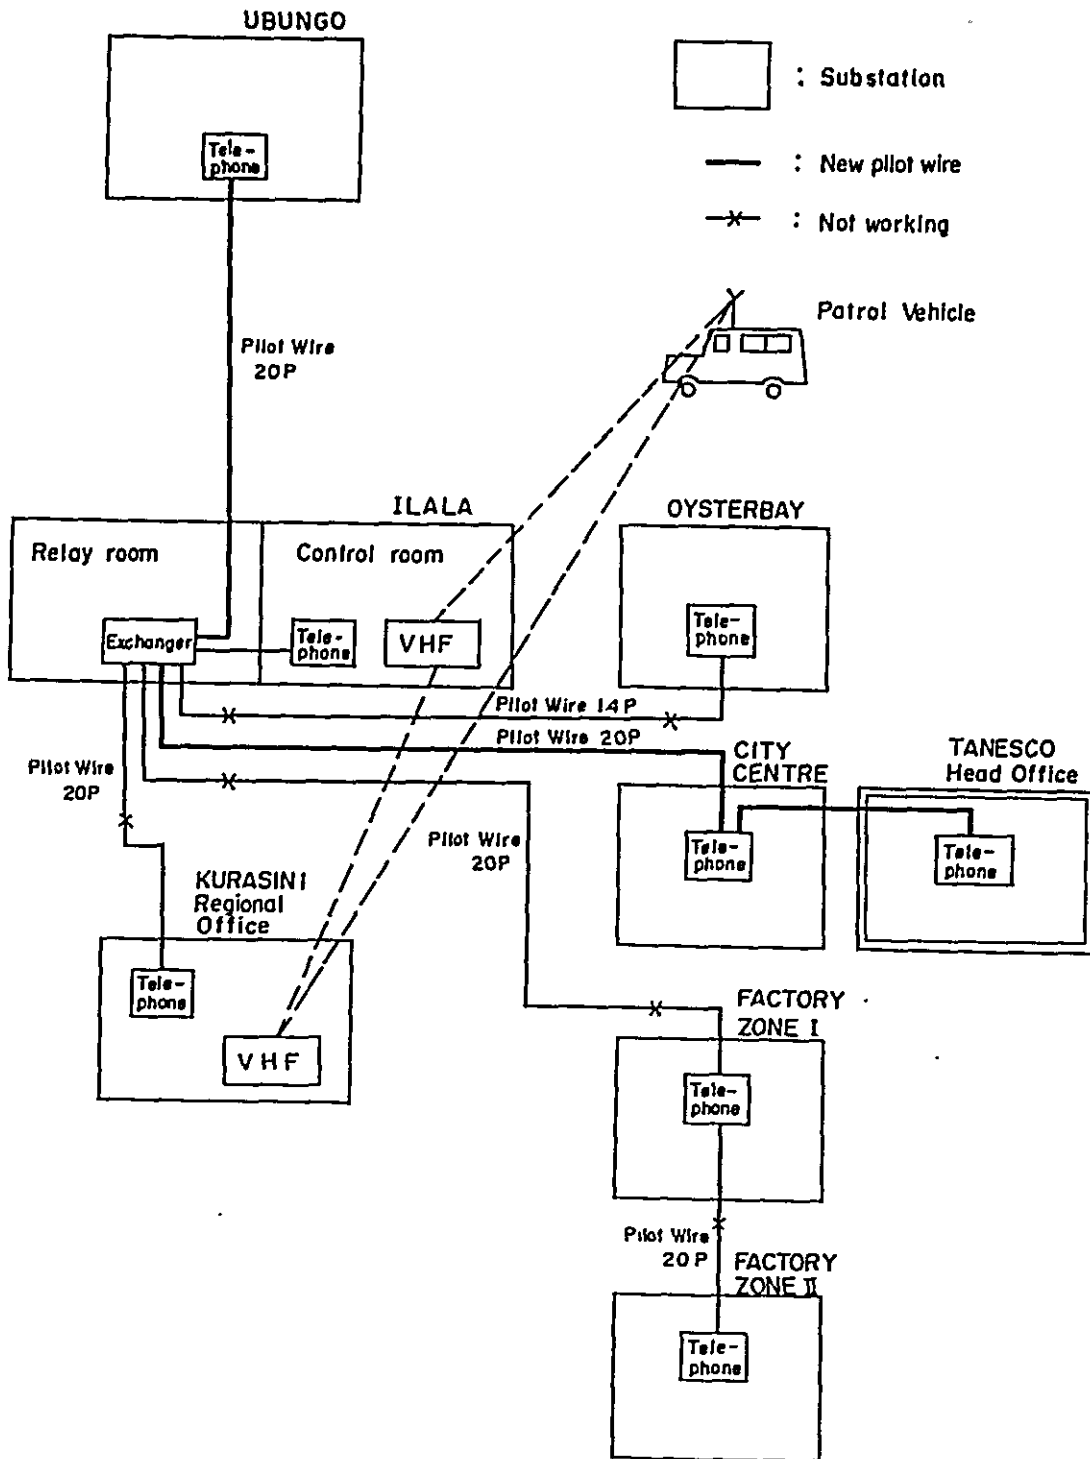 UBUNGO
: Substation
Tele-
phone
: New pilot wire
: Not working
Patrol Vehicle
Pilot Wire
20P
ILALA
OYSTERBAY
Relay room
Control room
Exchanger
Tele-
phone
VHF
Tele-
phone
Pilot Wire 14P
Pilot Wire 20P
Pilot Wire
20P
CITY
CENTRE
TANESCO
Head Office
Pilot Wire
20P
Tele-
phone
Tele-
phone
KURASINI
Regional
Office
Tele-
phone
VHF
FACTORY
ZONE I
Tele-
phone
Pilot Wire
20P
FACTORY
ZONE II
Tele-
phone